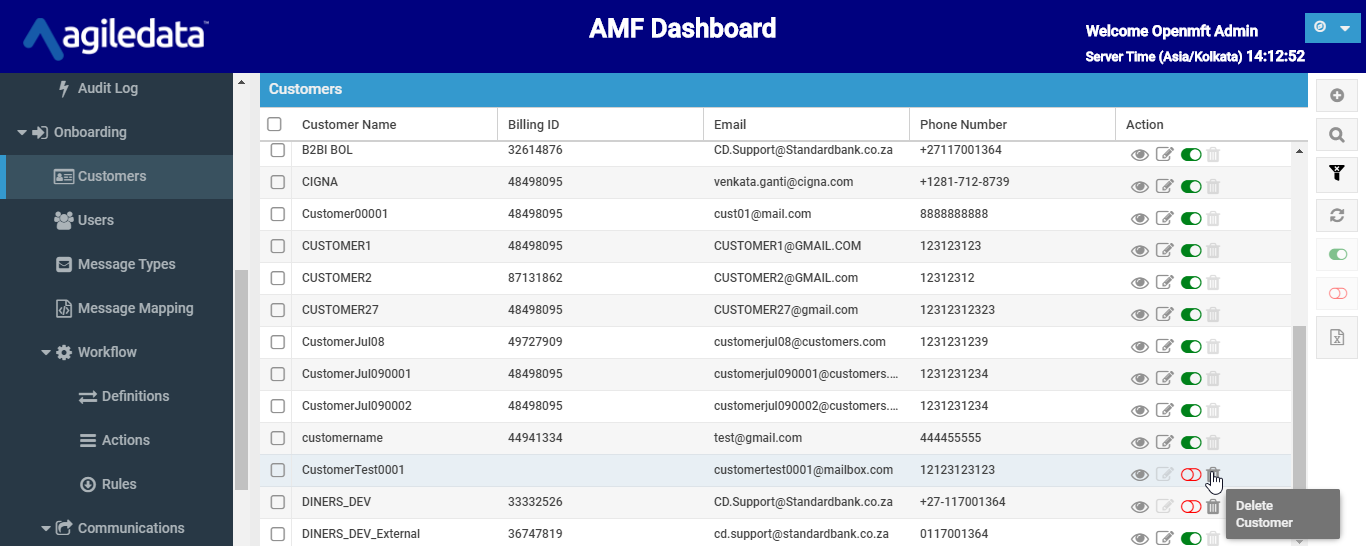 agiledata™
AMF Dashboard
Welcome Openmft Admin
Server Time (Asia/Kolkata) 14:12:52
Audit Log
Onboarding
Customers
Users
Message Types
Message Mapping
Workflow
Definitions
Actions
Rules
Communications
Customers
Customer Name Billing ID Email Phone Number Action
B2BI BOL 32614876 CD.Support@Standardbank.co.za +27117001364
CIGNA 48498095 venkata.ganti@cigna.com +1281-712-8739
Customer00001 48498095 cust01@mail.com 8888888888
CUSTOMER1 48498095 CUSTOMER1@GMAIL.COM 123123123
CUSTOMER2 87131862 CUSTOMER2@GMAIL.com 12312312
CUSTOMER27 48498095 CUSTOMER27@gmail.com 12312312323
CustomerJul08 49727909 customerjul08@customers.com 1231231239
CustomerJul090001 48498095 customerjul090001@customers.... 1231231234
CustomerJul090002 48498095 customerjul090002@customers.... 1231231234
customername 44941334 test@gmail.com 444455555
CustomerTest0001 customertest0001@mailbox.com 12123123123
DINERS_DEV 33332526 CD.Support@Standardbank.co.za +27-117001364
DINERS_DEV_External 36747819 cd.support@standardbank.co.za 0117001364
Delete
Customer